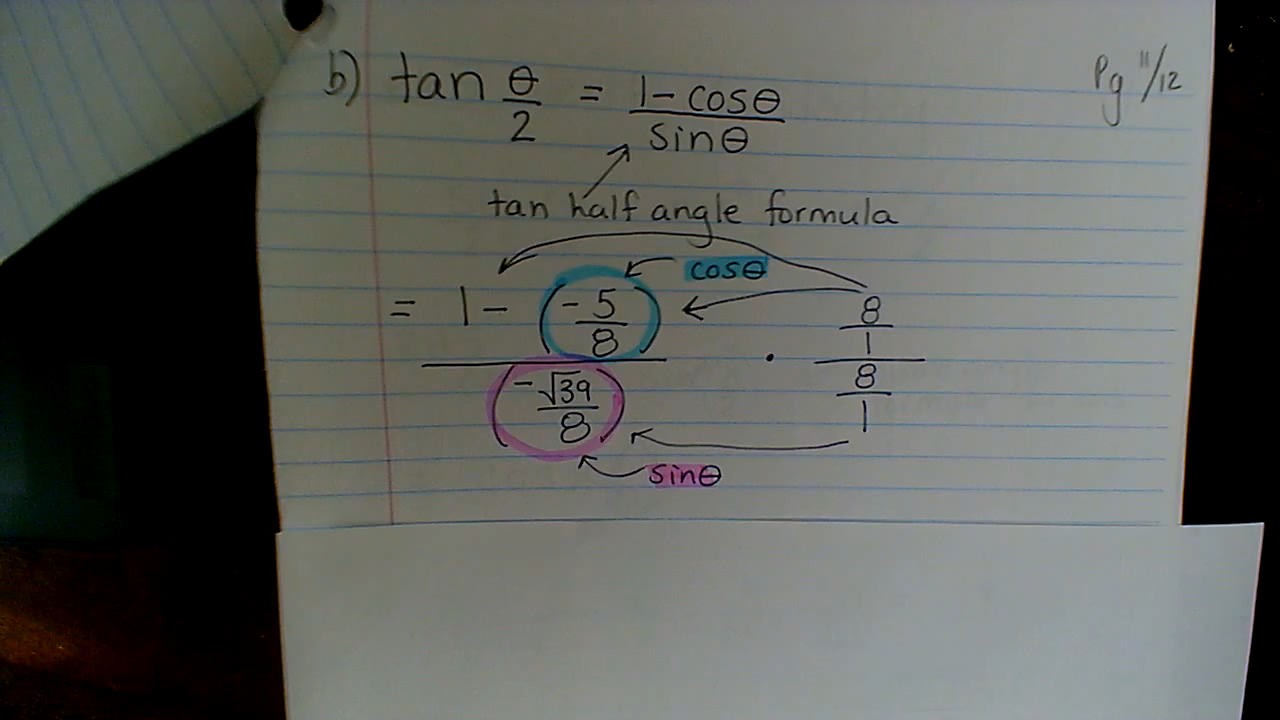 b) tan θ/2 = 1 - cosθ / sinθ
Pg 11/12
tan half angle formula
cosθ
= 1 - (-5/8) / (-√39/8) · 8/1 / 8/1
sinθ